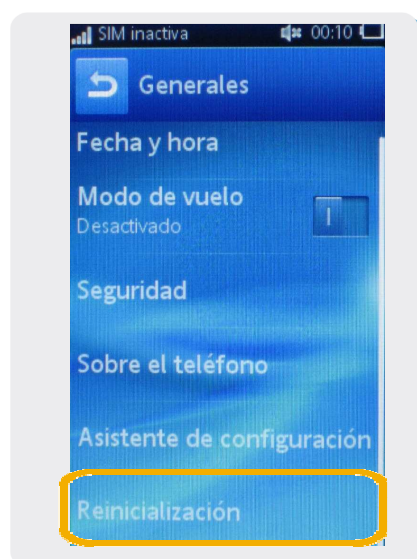 SIM inactiva 00:10
Generales
Fecha y hora
Modo de vuelo
Desactivado
Seguridad
Sobre el teléfono
Asistente de configuración
Reinicialización